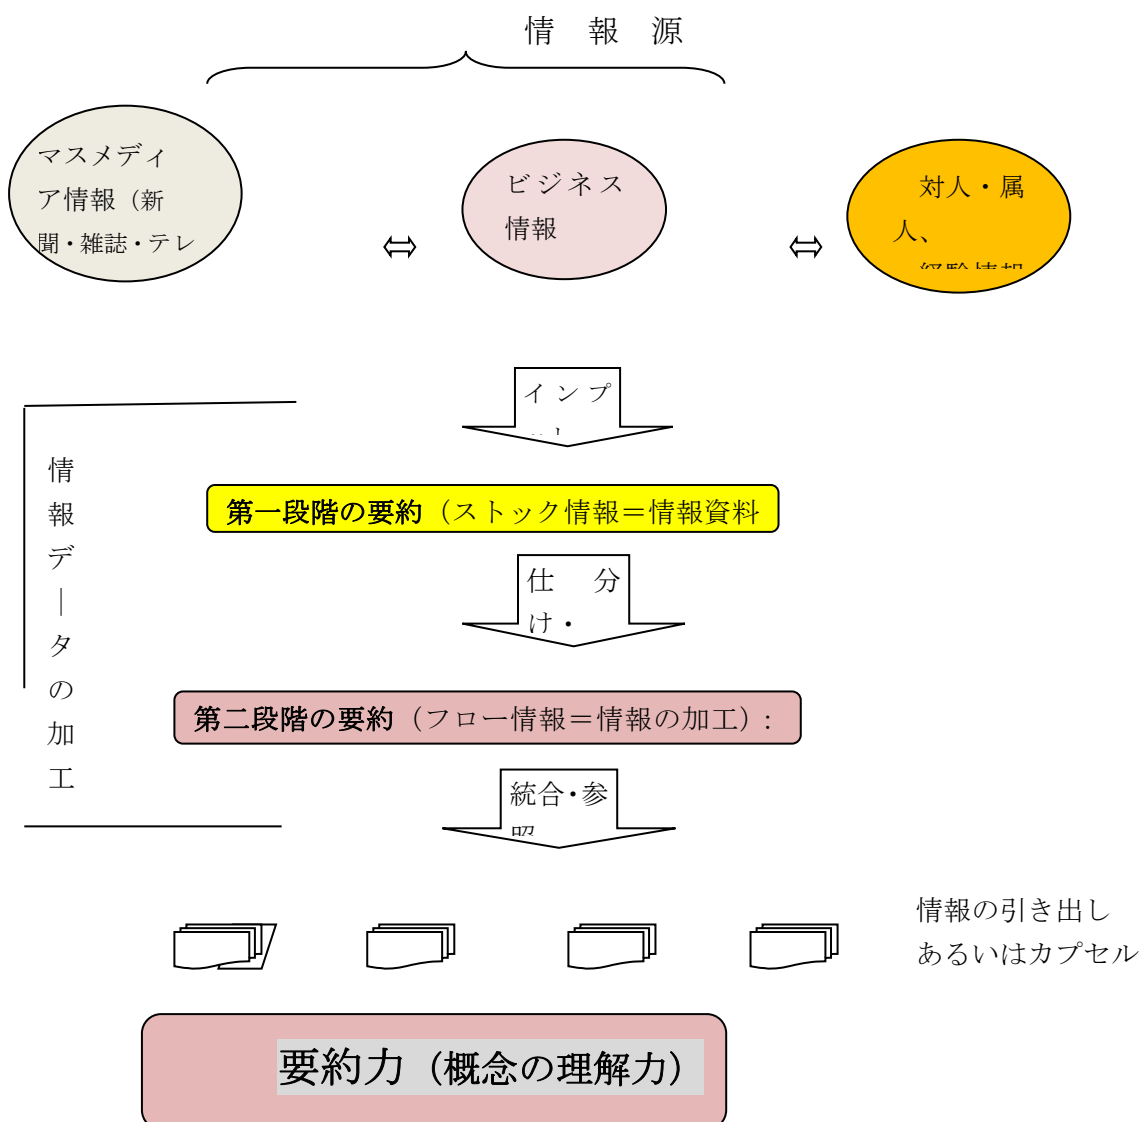 情報源
マスメディ
ア情報（新
聞・雑誌・テレ
ビジネス
情報
対人・属
人、
経験情報
インプ
情報データの加工
第一段階の要約（ストック情報＝情報資料
仕分
け・
第二段階の要約（フロー情報＝情報の加工）：
統合・参
照
情報の引き出し
あるいはカプセル
要約力（概念の理解力）